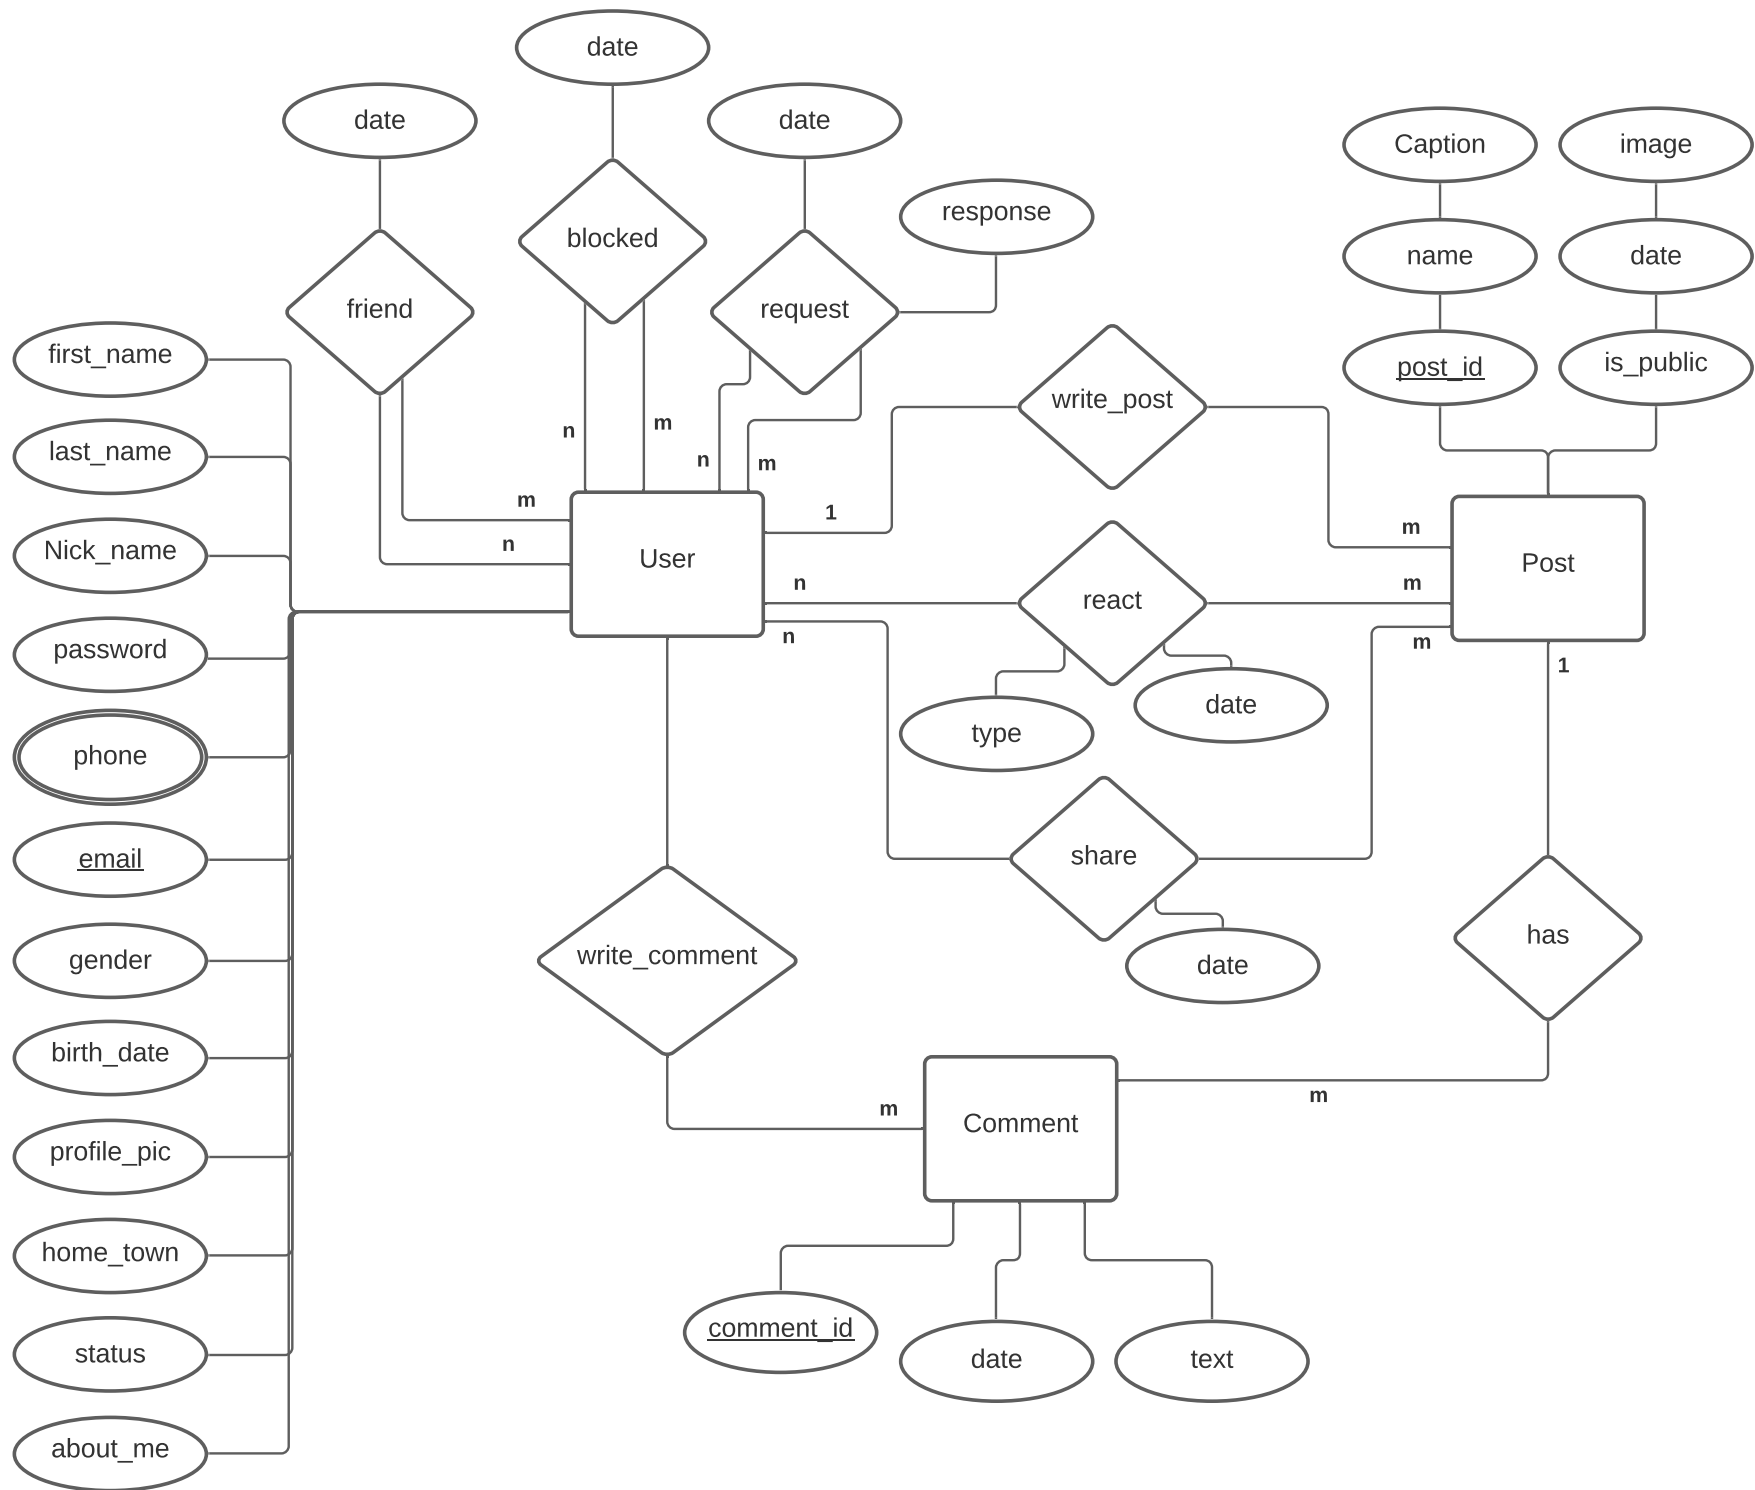 date
date
date
Caption
image
response
blocked
name
date
friend
request
first_name
post_id
is_public
write_post
last_name
n
m
n
m
m
1
m
n
Nick_name
User
Post
n
m
react
n
m
password
1
type
date
phone
email
share
gender
write_comment
date
has
birth_date
m
m
Comment
profile_pic
home_town
comment_id
status
date
text
about_me